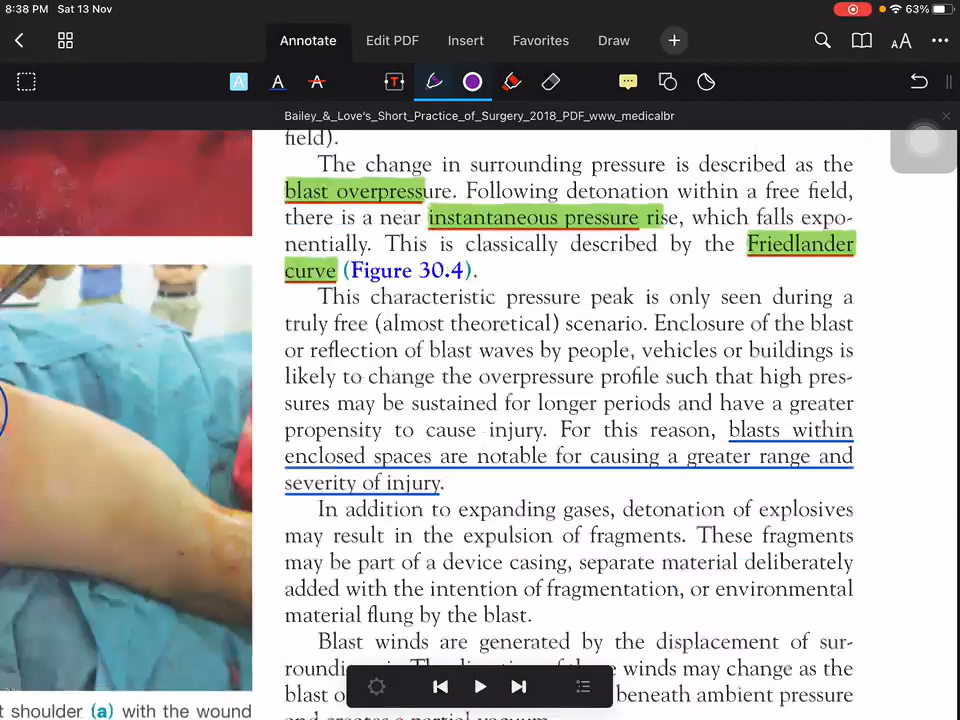 8:38 PM Sat 13 Nov
63%
Annotate Edit PDF Insert Favorites Draw
AA
A A A T
Bailey_&_Love's_Short_Practice_of_Surgery_2018_PDF_www_medicalbr
field).
The change in surrounding pressure is described as the
blast overpressure. Following detonation within a free field,
there is a near instantaneous pressure rise, which falls expo-
nentially. This is classically described by the Friedlander
curve (Figure 30.4).
This characteristic pressure peak is only seen during a
truly free (almost theoretical) scenario. Enclosure of the blast
or reflection of blast waves by people, vehicles or buildings is
likely to change the overpressure profile such that high pres-
sures may be sustained for longer periods and have a greater
propensity to cause injury. For this reason, blasts within
enclosed spaces are notable for causing a greater range and
severity of injury.
In addition to expanding gases, detonation of explosives
may result in the expulsion of fragments. These fragments
may be part of a device casing, separate material deliberately
added with the intention of fragmentation, or environmental
material flung by the blast.
Blast winds are generated by the displacement of sur-
winds may change as the
blast beneath ambient pressure
t shoulder (a) with the wound